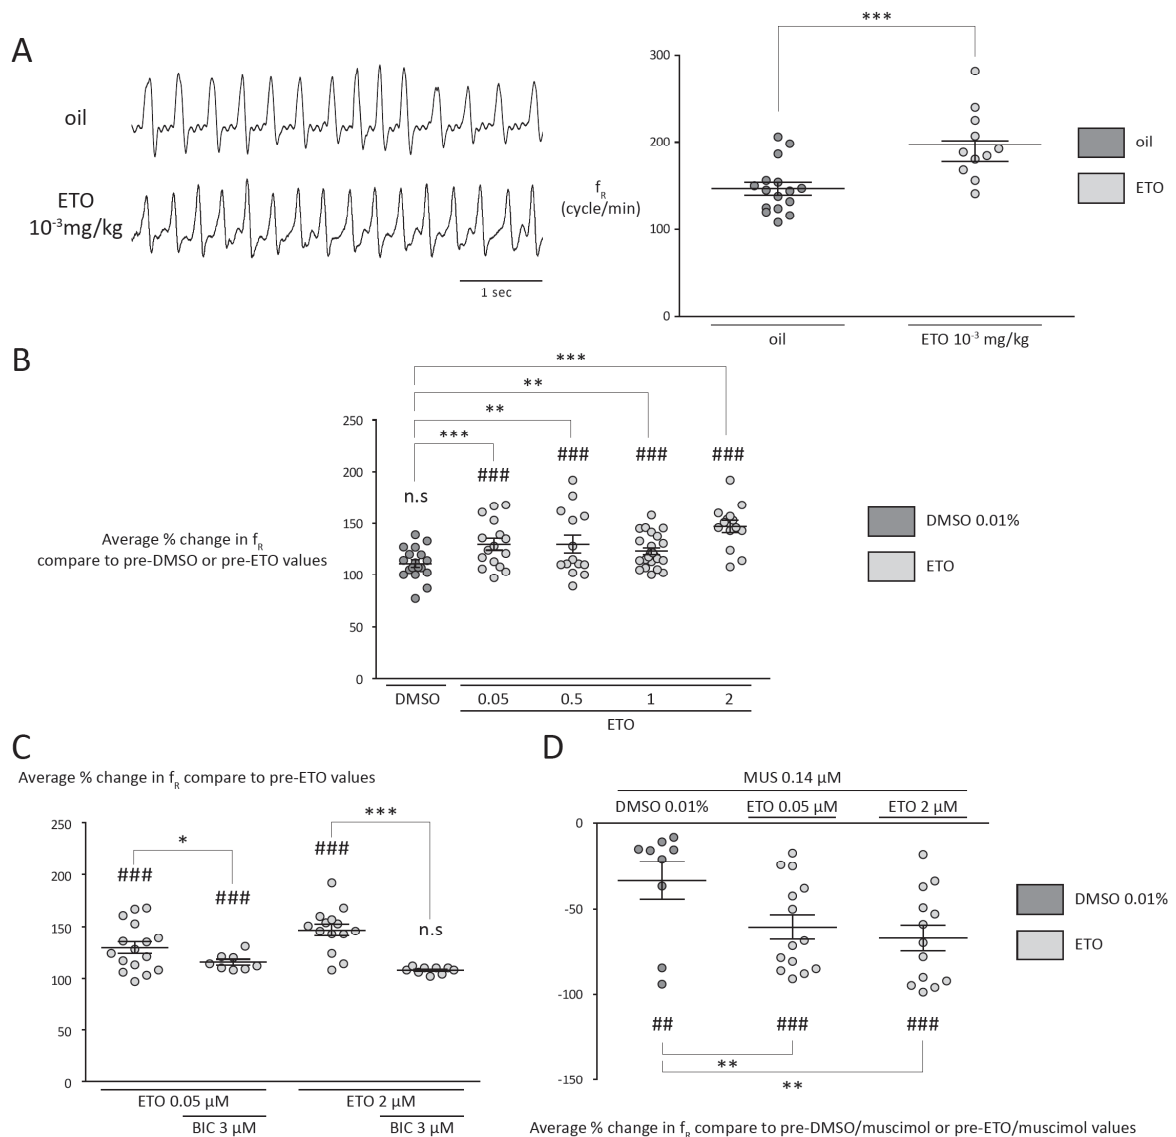 A
oil
ETO
10-3mg/kg
1 sec
***
300
200
100
0
fR
(cycle/min)
oil
ETO 10-3 mg/kg
oil
ETO
B
***
**
**
***
n.s
###
###
###
###
250
200
150
100
50
0
Average % change in fR
compare to pre-DMSO or pre-ETO values
DMSO
0.05
0.5
1
2
ETO
DMSO 0.01%
ETO
C
Average % change in fR compare to pre-ETO values
250
200
150
100
50
0
*
***
###
###
###
n.s
ETO 0.05 µM
ETO 2 µM
BIC 3 µM
BIC 3 µM
D
MUS 0.14 µM
DMSO 0.01%
ETO 0.05 µM
ETO 2 µM
0
-50
-100
-150
##
###
###
**
**
DMSO 0.01%
ETO
Average % change in fR compare to pre-DMSO/muscimol or pre-ETO/muscimol values